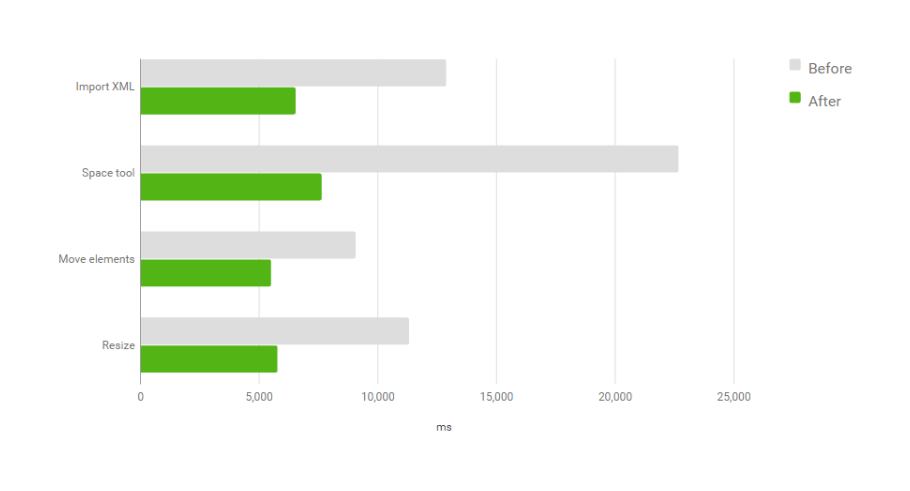 Import XML
Space tool
Move elements
Resize
0 5,000 10,000 15,000 20,000 25,000
ms
Before
After